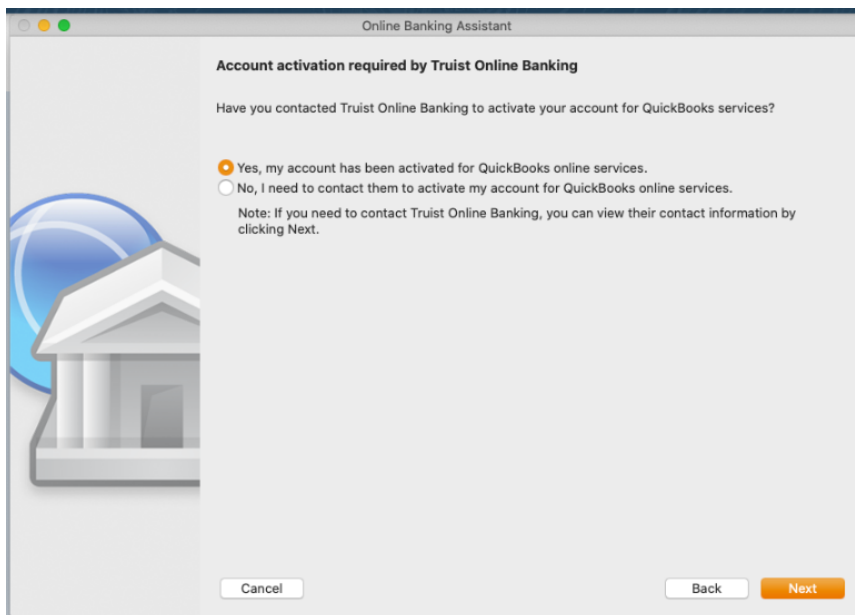 Online Banking Assistant
Account activation required by Truist Online Banking
Have you contacted Truist Online Banking to activate your account for QuickBooks services?
Yes, my account has been activated for QuickBooks online services.
No, I need to contact them to activate my account for QuickBooks online services.
Note: If you need to contact Truist Online Banking, you can view their contact information by
clicking Next.
Cancel
Back
Next